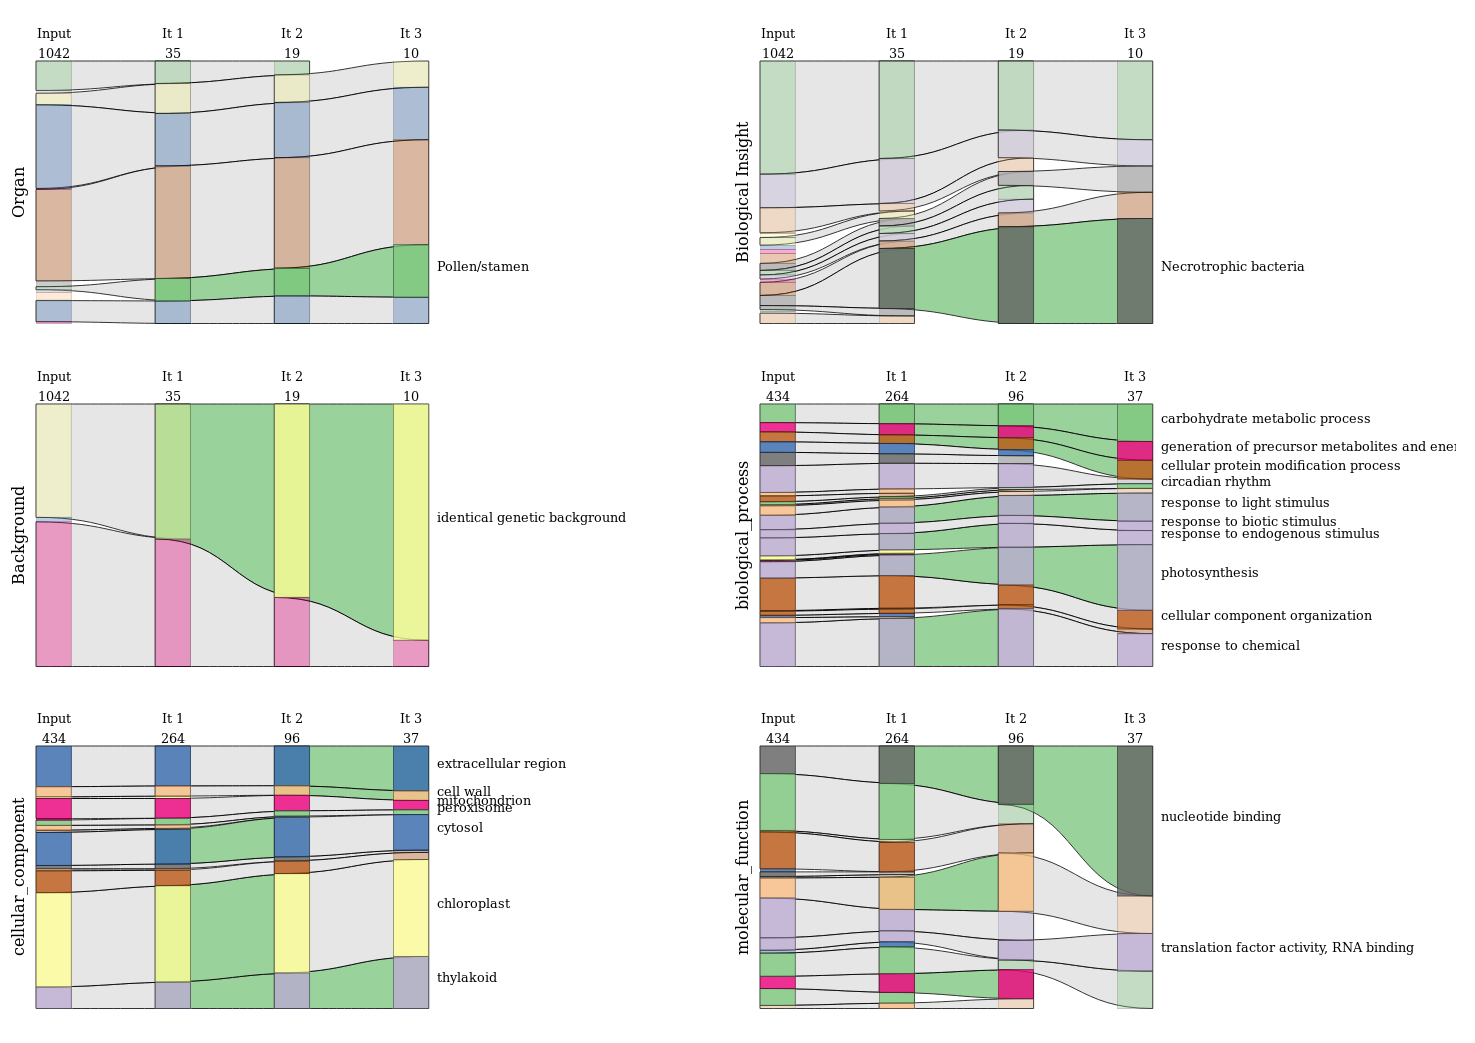 Input It 1 It 2 It 3
1042 35 19 10
Organ
Pollen/stamen
Input It 1 It 2 It 3
1042 35 19 10
Biological Insight
Necrotrophic bacteria
Input It 1 It 2 It 3
1042 35 19 10
Background
identical genetic background
Input It 1 It 2 It 3
434 264 96 37
biological_process
carbohydrate metabolic process
generation of precursor metabolites and ener
cellular protein modification process
circadian rhythm
response to light stimulus
response to biotic stimulus
response to endogenous stimulus
photosynthesis
cellular component organization
response to chemical
Input It 1 It 2 It 3
434 264 96 37
cellular_component
extracellular region
cell wall
mitochondrion
peroxisome
cytosol
chloroplast
thylakoid
Input It 1 It 2 It 3
434 264 96 37
molecular_function
nucleotide binding
translation factor activity, RNA binding